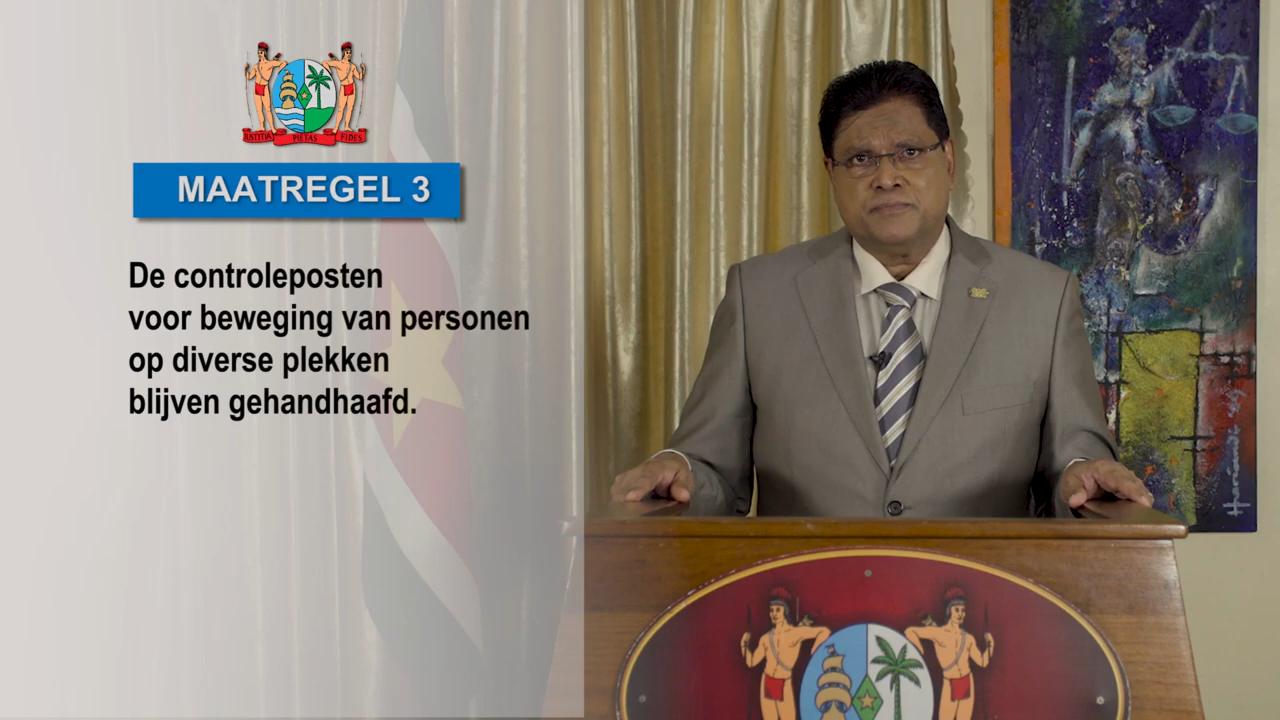 JUSTITIA PIETAS FIDES
MAATREGEL 3
De controleposten
voor beweging van personen
op diverse plekken
blijven gehandhaafd.